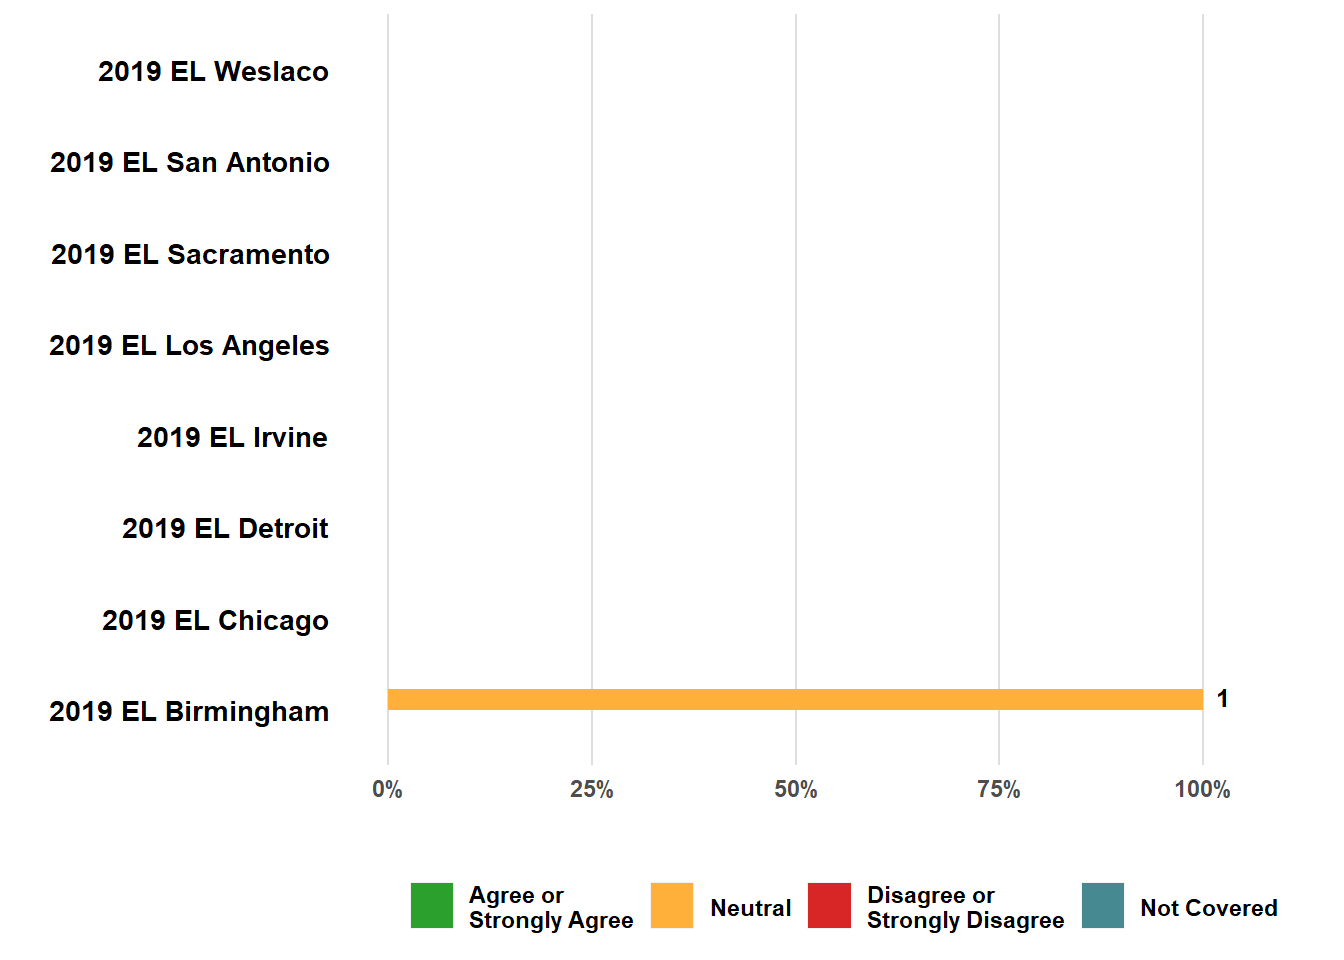 2019 EL Weslaco
2019 EL San Antonio
2019 EL Sacramento
2019 EL Los Angeles
2019 EL Irvine
2019 EL Detroit
2019 EL Chicago
2019 EL Birmingham
1
0%
25%
50%
75%
100%
Agree or
Strongly Agree
Neutral
Disagree or
Strongly Disagree
Not Covered